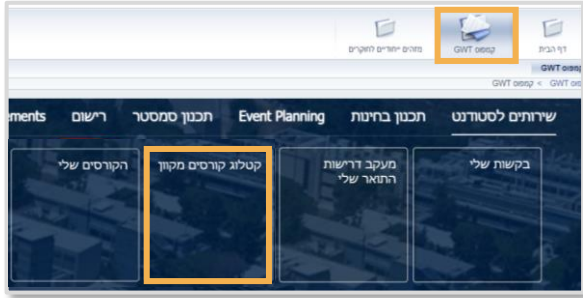 דף הבית
קמפוס GWT
מזהים ייחודיים לחוקרים
קמפוס GWT
קמפוס GWT > קמפוס GWT
שירותים לסטודנט
תכנון בחינות
Event Planning
תכנון סמסטר
רישום
ements
בקשות שלי
מעקב דרישות
התואר שלי
קטלוג קורסים מקוון
הקורסים שלי